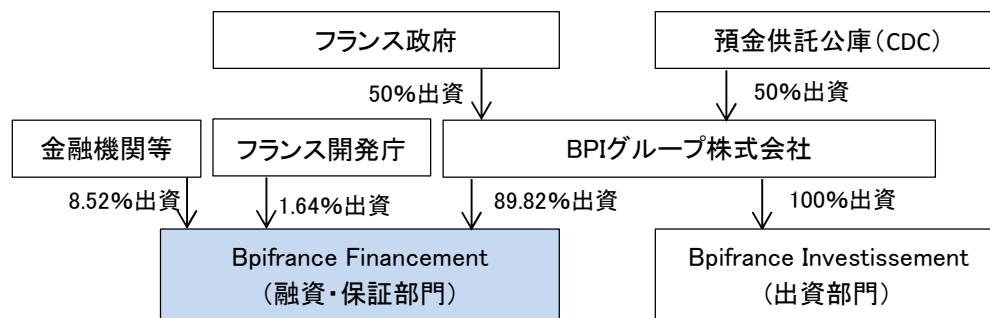 フランス政府
預金供託公庫(CDC)
50%出資
50%出資
金融機関等
フランス開発庁
BPIグループ株式会社
8.52%出資
1.64%出資
89.82%出資
100%出資
Bpifrance Financement
(融資・保証部門)
Bpifrance Investissement
(出資部門)